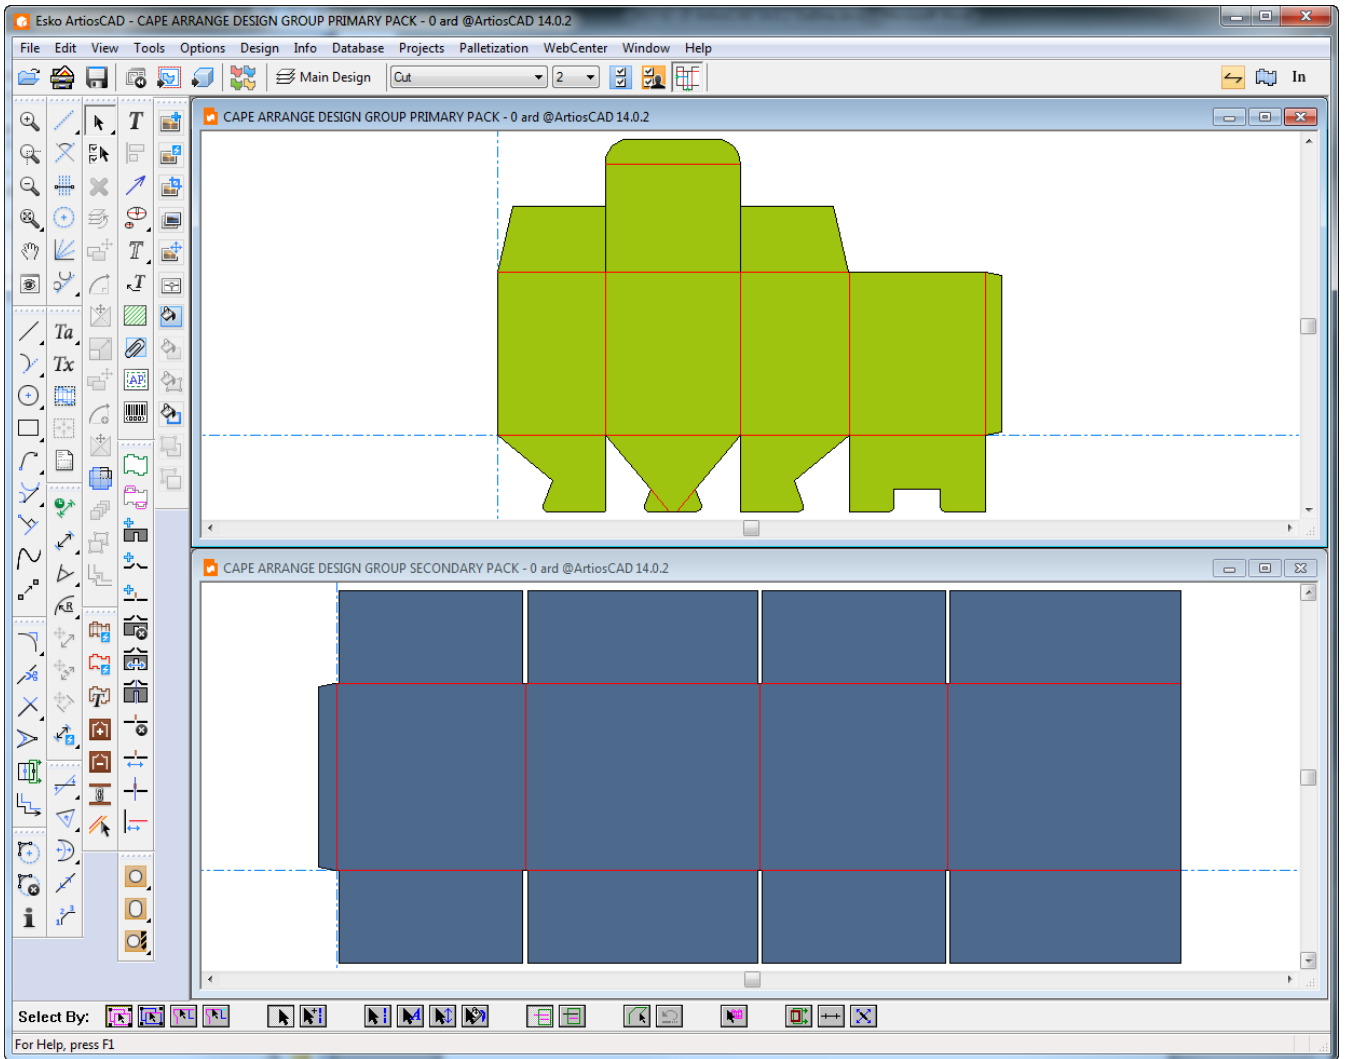 Esko ArtiosCAD - CAPE ARRANGE DESIGN GROUP PRIMARY PACK - 0 ard @ArtiosCAD 14.0.2
File Edit View Tools Options Design Info Database Projects Palletization WebCenter Window Help
Main Design Cut 2 In
CAPE ARRANGE DESIGN GROUP PRIMARY PACK - 0 ard @ArtiosCAD 14.0.2
T
T
T
Ta
Tx
AP
R
T
CAPE ARRANGE DESIGN GROUP SECONDARY PACK - 0 ard @ArtiosCAD 14.0.2
Select By:
For Help, press F1